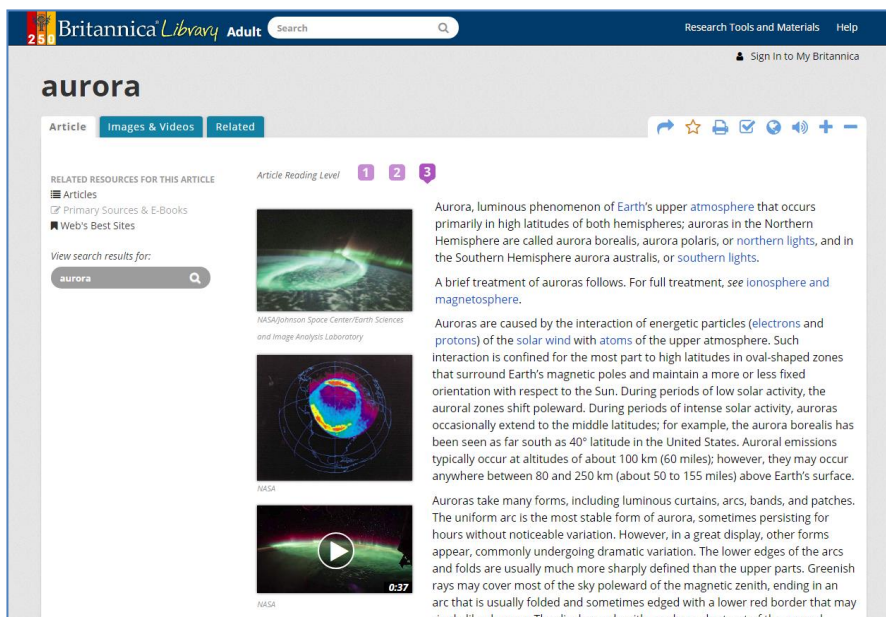 250
Britannica Library Adult
Search
Research Tools and Materials Help
Sign In to My Britannica
aurora
Article Images & Videos Related
RELATED RESOURCES FOR THIS ARTICLE
Articles
Primary Sources & E-Books
Web's Best Sites
View search results for:
aurora
Article Reading Level 1 2 3
NASA/Johnson Space Center/Earth Sciences
and Image Analysis Laboratory
NASA
0:37
NASA
Aurora, luminous phenomenon of Earth's upper atmosphere that occurs
primarily in high latitudes of both hemispheres; auroras in the Northern
Hemisphere are called aurora borealis, aurora polaris, or northern lights, and in
the Southern Hemisphere aurora australis, or southern lights.
A brief treatment of auroras follows. For full treatment, see ionosphere and
magnetosphere.
Auroras are caused by the interaction of energetic particles (electrons and
protons) of the solar wind with atoms of the upper atmosphere. Such
interaction is confined for the most part to high latitudes in oval-shaped zones
that surround Earth's magnetic poles and maintain a more or less fixed
orientation with respect to the Sun. During periods of low solar activity, the
auroral zones shift poleward. During periods of intense solar activity, auroras
occasionally extend to the middle latitudes; for example, the aurora borealis has
been seen as far south as 40° latitude in the United States. Auroral emissions
typically occur at altitudes of about 100 km (60 miles); however, they may occur
anywhere between 80 and 250 km (about 50 to 155 miles) above Earth's surface.
Auroras take many forms, including luminous curtains, arcs, bands, and patches.
The uniform arc is the most stable form of aurora, sometimes persisting for
hours without noticeable variation. However, in a great display, other forms
appear, commonly undergoing dramatic variation. The lower edges of the arcs
and folds are usually much more sharply defined than the upper parts. Greenish
rays may cover most of the sky poleward of the magnetic zenith, ending in an
arc that is usually folded and sometimes edged with a lower red border that may